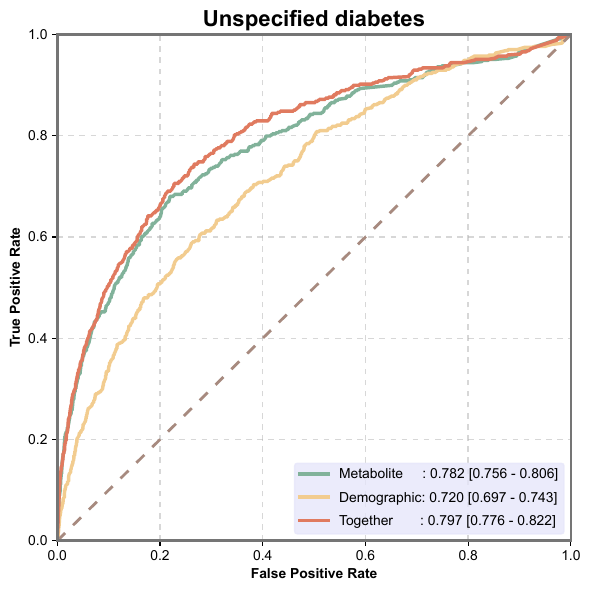 Unspecified diabetes
True Positive Rate
1.0
0.8
0.6
0.4
0.2
0.0
Metabolite : 0.782 [0.756 - 0.806]
Demographic: 0.720 [0.697 - 0.743]
Together : 0.797 [0.776 - 0.822]
0.0 0.2 0.4 0.6 0.8 1.0
False Positive Rate